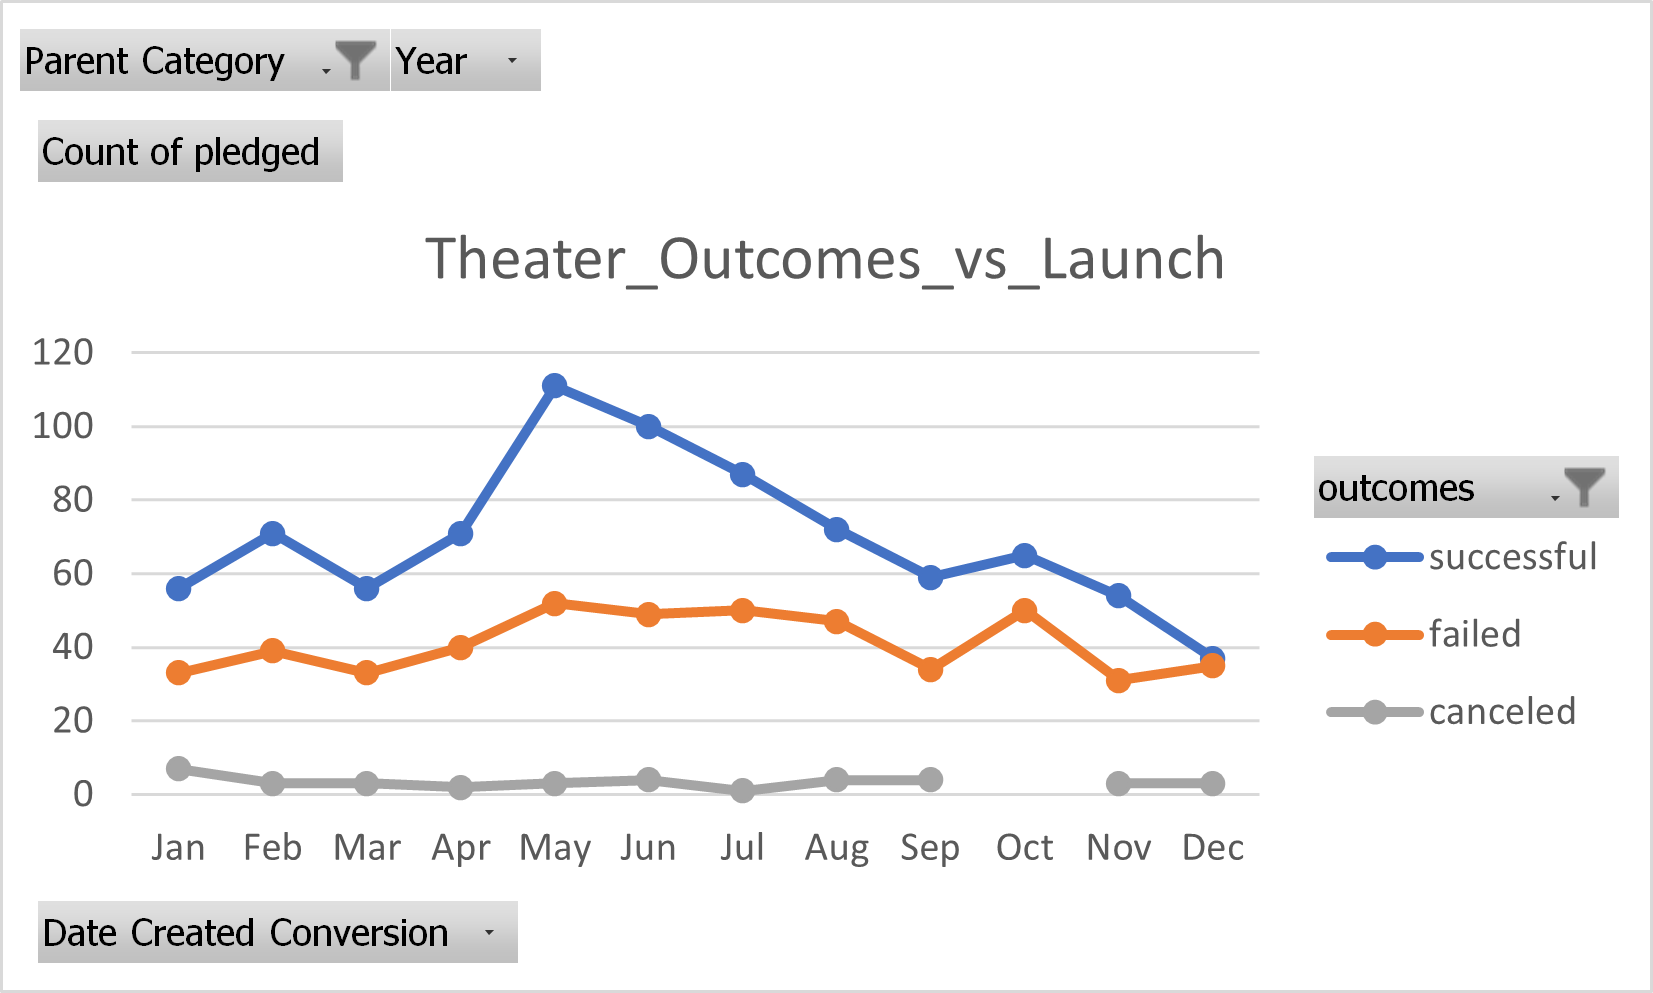 Parent Category Year
Count of pledged
Theater_Outcomes_vs_Launch
120
100
80
60
40
20
0
Jan Feb Mar Apr May Jun Jul Aug Sep Oct Nov Dec
outcomes
successful
failed
canceled
Date Created Conversion